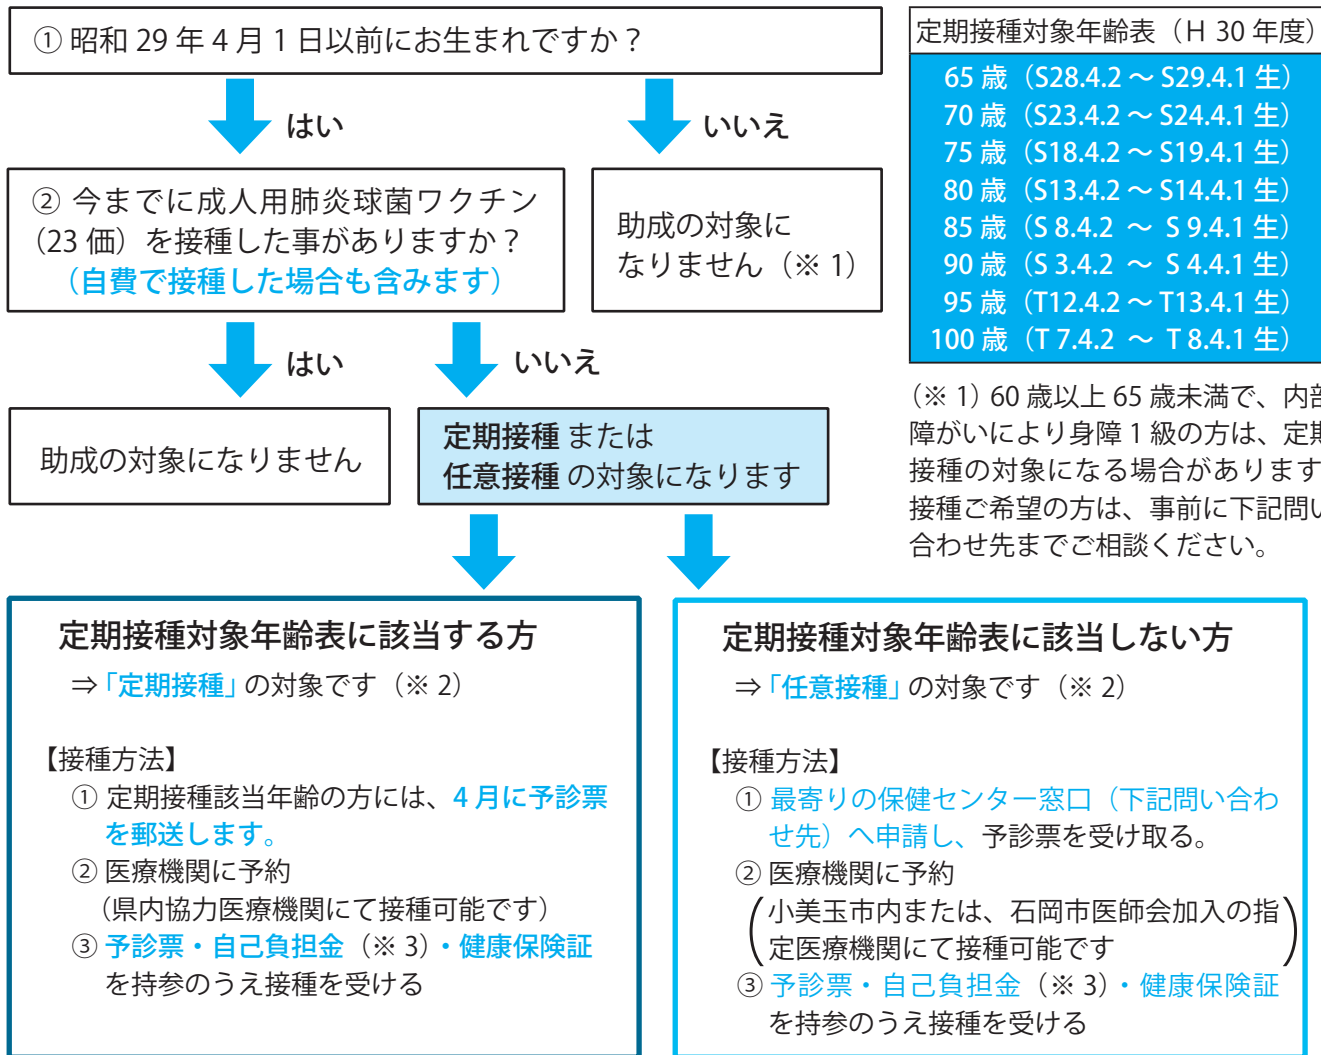 ① 昭和 29 年 4 月 1 日以前にお生まれですか？
はい
いいえ
② 今までに成人用肺炎球菌ワクチン
（23 価）を接種した事がありますか？
（自費で接種した場合も含みます）
助成の対象に
なりません（※ 1）
はい
いいえ
助成の対象になりません
定期接種 または
任意接種 の対象になります
定期接種対象年齢表（H 30 年度）
65 歳（S28.4.2 ～ S29.4.1 生）
70 歳（S23.4.2 ～ S24.4.1 生）
75 歳（S18.4.2 ～ S19.4.1 生）
80 歳（S13.4.2 ～ S14.4.1 生）
85 歳（S 8.4.2 ～ S 9.4.1 生）
90 歳（S 3.4.2 ～ S 4.4.1 生）
95 歳（T12.4.2 ～ T13.4.1 生）
100 歳（T 7.4.2 ～ T 8.4.1 生）
（※ 1）60 歳以上 65 歳未満で、内部
障がいにより身障 1 級の方は、定期
接種の対象になる場合があります
接種ご希望の方は、事前に下記問い
合わせ先までご相談ください。
定期接種対象年齢表に該当する方
⇒「定期接種」の対象です（※ 2）
【接種方法】
① 定期接種該当年齢の方には、4 月に予診票
を郵送します。
② 医療機関に予約
（県内協力医療機関にて接種可能です）
③ 予診票・自己負担金（※ 3）・健康保険証
を持参のうえ接種を受ける
定期接種対象年齢表に該当しない方
⇒「任意接種」の対象です（※ 2）
【接種方法】
① 最寄りの保健センター窓口（下記問い合わ
せ先）へ申請し、予診票を受け取る。
② 医療機関に予約
（小美玉市内または、石岡市医師会加入の指
定医療機関にて接種可能です）
③ 予診票・自己負担金（※ 3）・健康保険証
を持参のうえ接種を受ける